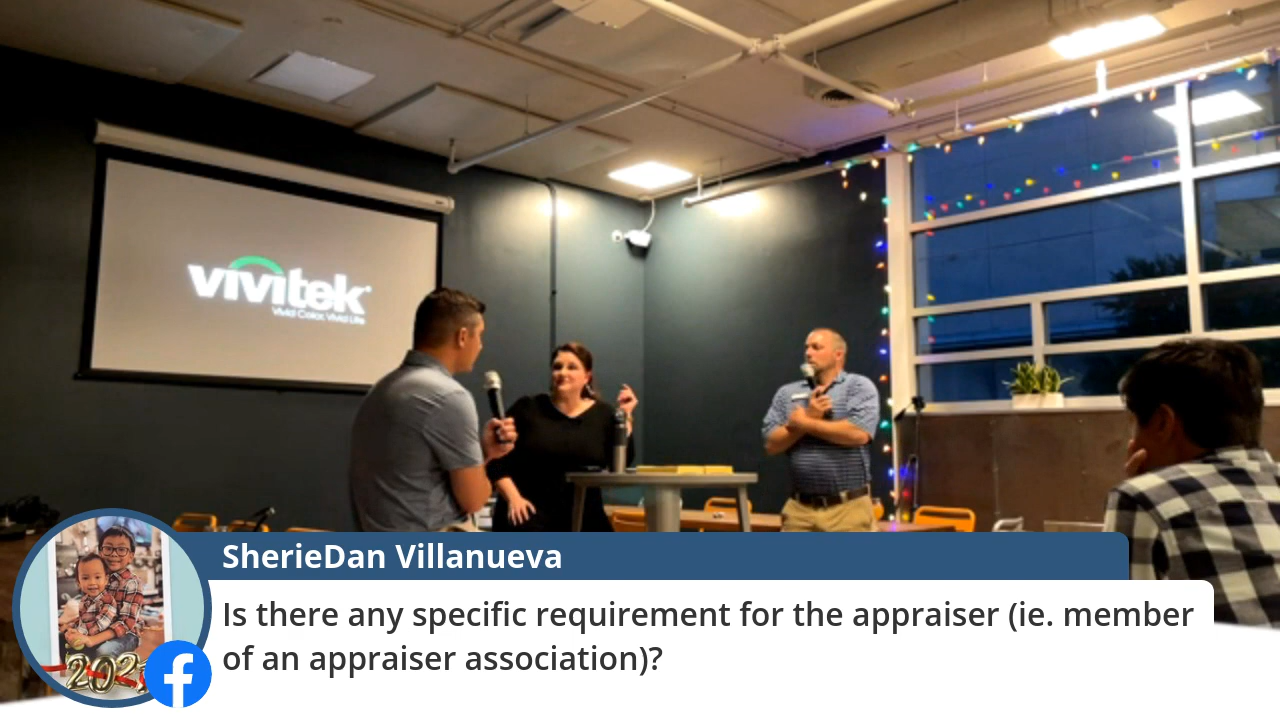 vivitek
Vivid Color, Vivid Life
SherieDan Villanueva
Is there any specific requirement for the appraiser (ie. member
of an appraiser association)?
2021